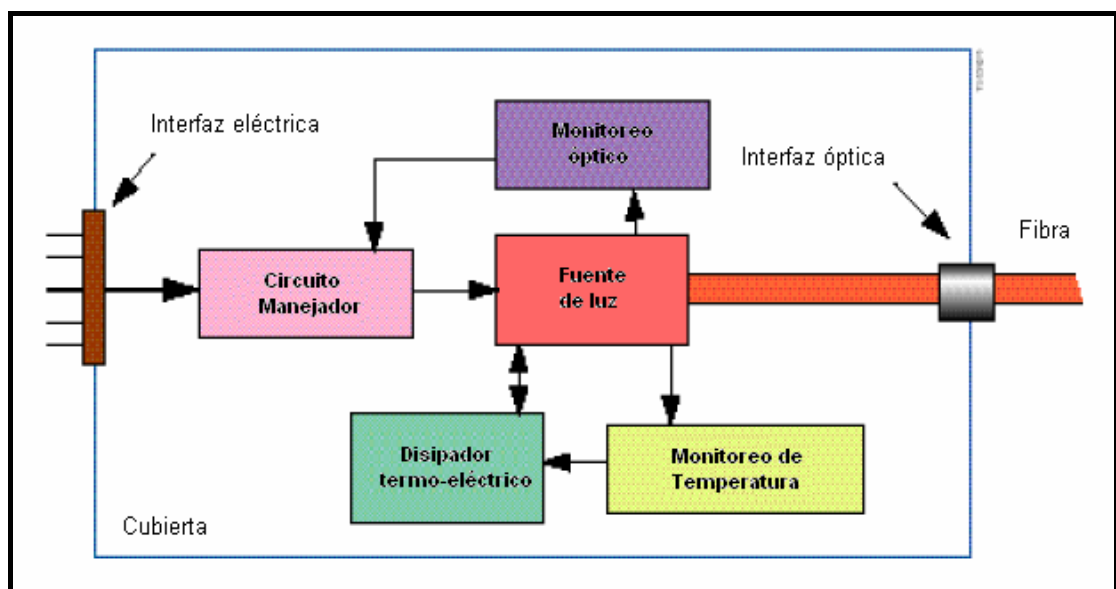 Interfaz eléctrica
Monitoreo
óptico
Interfaz óptica
Fibra
Circuito
Manejador
Fuente
de luz
Disipador
termo-eléctrico
Monitoreo de
Temperatura
Cubierta